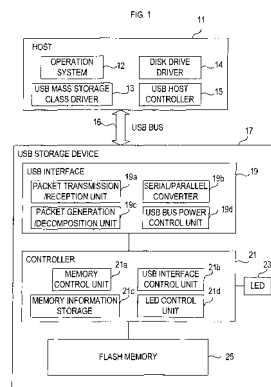 FIG. 1
11
HOST
OPERATION
SYSTEM
12
DISK DRIVE
DRIVER
14
USB MASS STORAGE
CLASS DRIVER
13
USB HOST
CONTROLLER
15
16
USB BUS
17
USB STORAGE DEVICE
USB INTERFACE
19
PACKET TRANSMISSION
/RECEPTION UNIT
19a
SERIAL/PARALLEL
CONVERTER
19b
PACKET GENERATION
/DECOMPOSITION UNIT
19c
USB BUS POWER
CONTROL UNIT
19d
CONTROLLER
21
MEMORY
CONTROL UNIT
21a
USB INTERFACE
CONTROL UNIT
21b
MEMORY INFORMATION
STORAGE
21c
LED CONTROL
UNIT
21d
23
LED
FLASH MEMORY
25